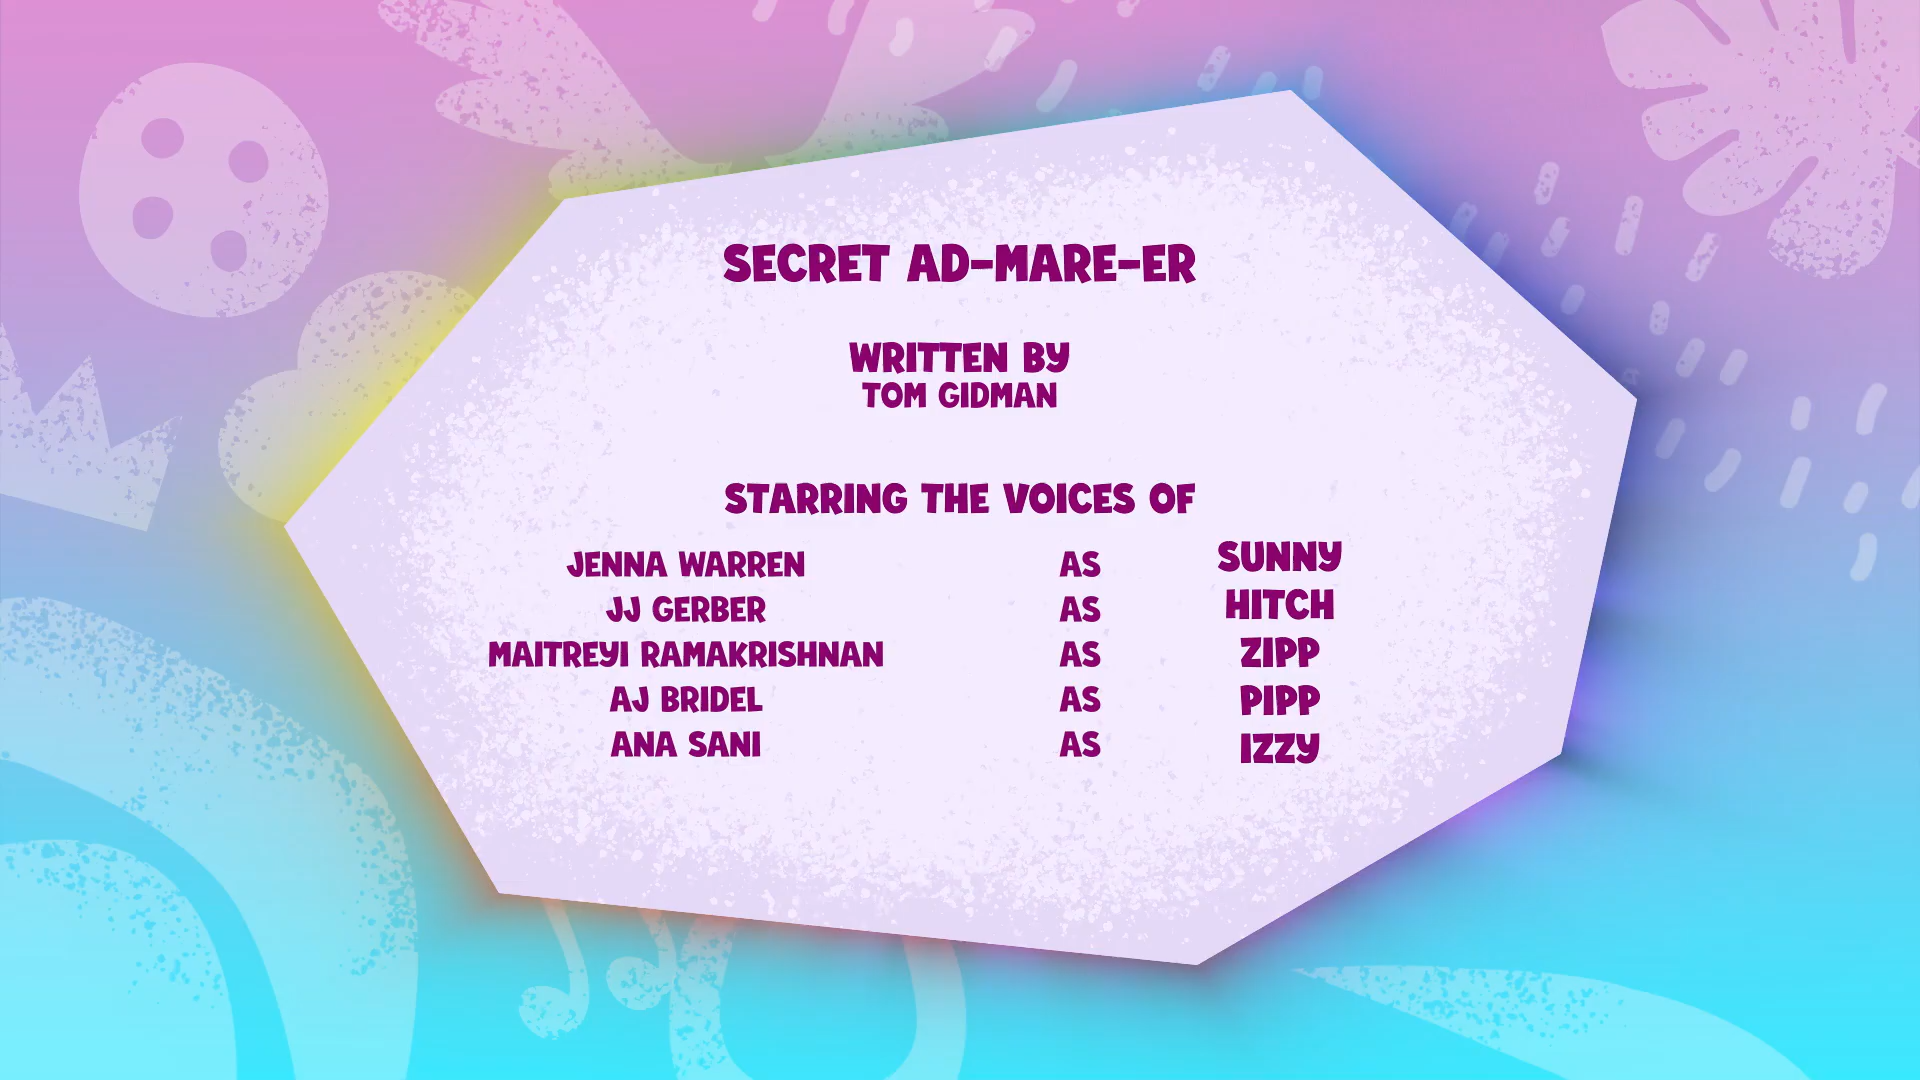 SECRET AD-MARE-ER
WRITTEN BY
TOM GIDMAN
STARRING THE VOICES OF
JENNA WARREN AS SUNNY
JJ GERBER AS HITCH
MAITREYI RAMAKRISHNAN AS ZIPP
AJ BRIDEL AS PIPP
ANA SANI AS IZZY